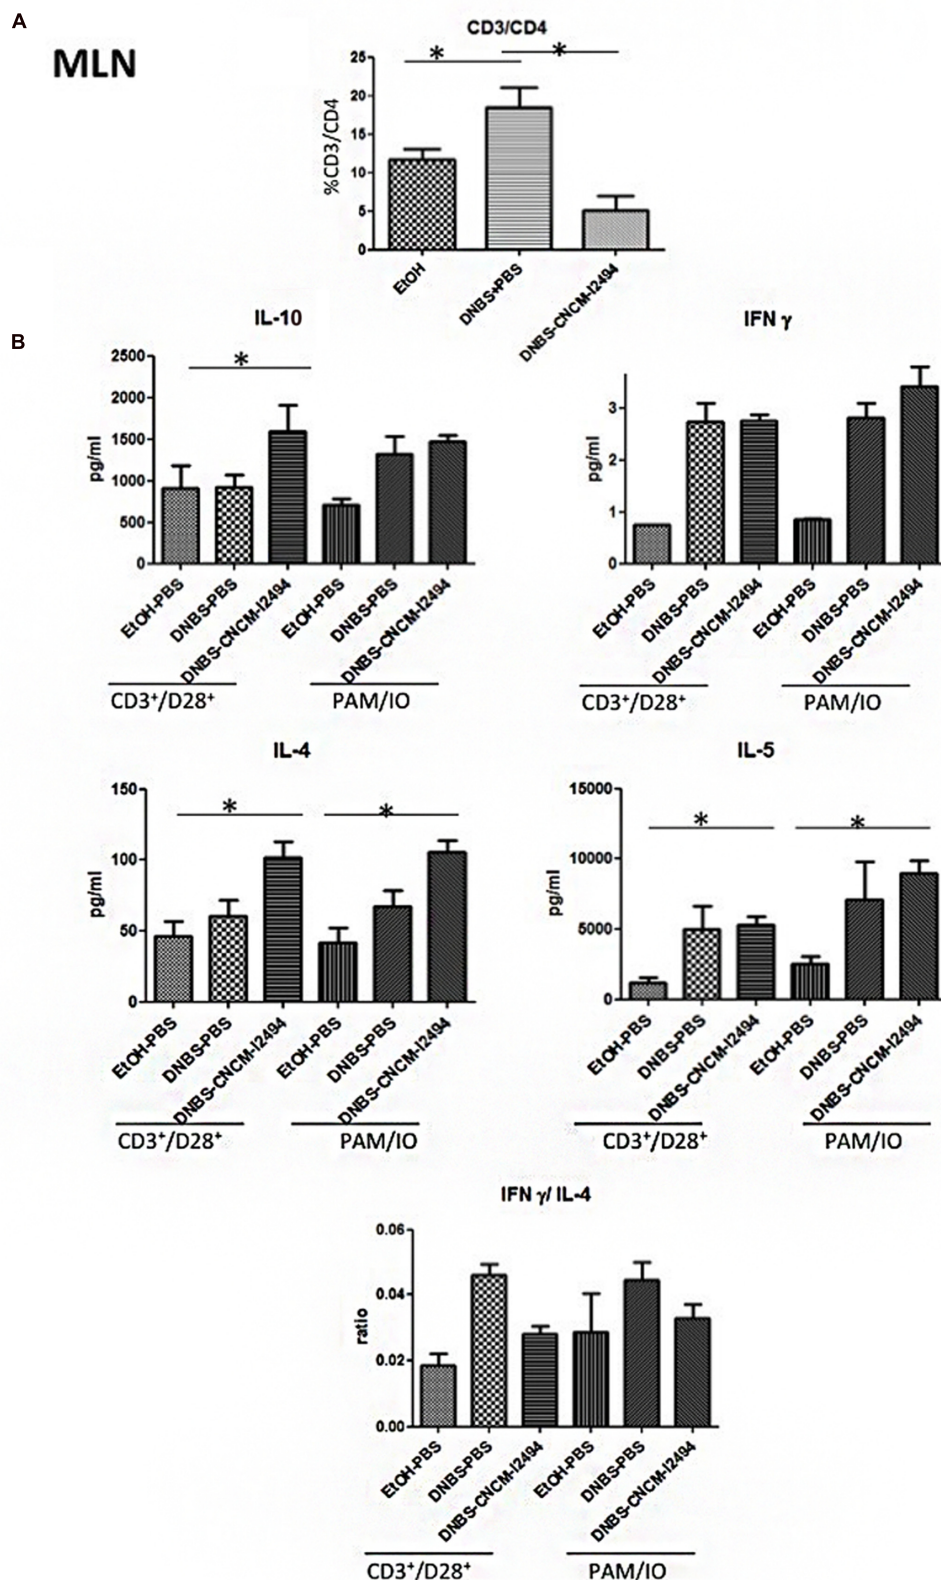 A
MLN
CD3/CD4
*
*
%CD3/CD4
25
20
15
10
5
0
EtOH
DNBS+PBS
DNBS-CNCM-I2494
B
IL-10
*
pg/ml
2500
2000
1500
1000
500
0
EtOH-PBS
DNBS-PBS
DNBS-CNCM-I2494
EtOH-PBS
DNBS-PBS
DNBS-CNCM-I2494
CD3+/D28+
PAM/IO
IFN γ
pg/ml
3
2
1
0
EtOH-PBS
DNBS-PBS
DNBS-CNCM-I2494
EtOH-PBS
DNBS-PBS
DNBS-CNCM-I2494
CD3+/D28+
PAM/IO
IL-4
*
*
pg/ml
150
100
50
0
EtOH-PBS
DNBS-PBS
DNBS-CNCM-I2494
EtOH-PBS
DNBS-PBS
DNBS-CNCM-I2494
CD3+/D28+
PAM/IO
IL-5
*
*
pg/ml
15000
10000
5000
0
EtOH-PBS
DNBS-PBS
DNBS-CNCM-I2494
EtOH-PBS
DNBS-PBS
DNBS-CNCM-I2494
CD3+/D28+
PAM/IO
IFN γ/ IL-4
ratio
0.06
0.04
0.02
0.00
EtOH-PBS
DNBS-PBS
DNBS-CNCM-I2494
EtOH-PBS
DNBS-PBS
DNBS-CNCM-I2494
CD3+/D28+
PAM/IO